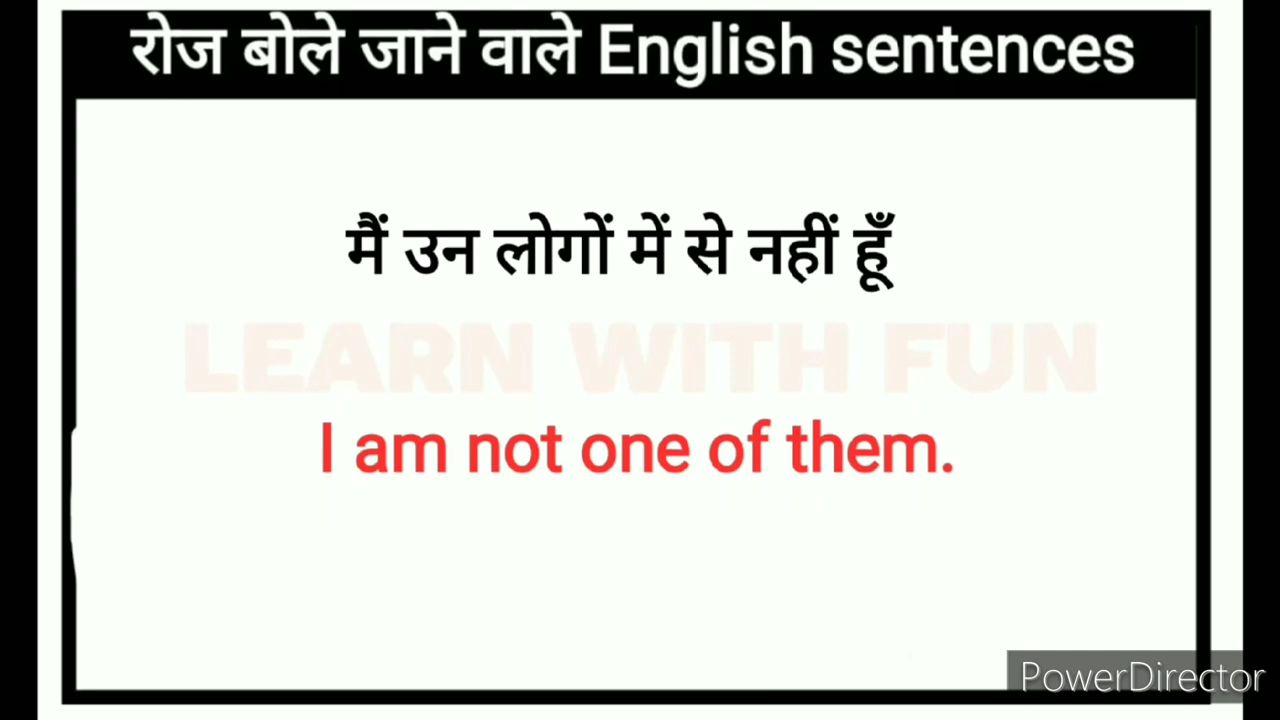 रोज बोले जाने वाले English sentences
मैं उन लोगों में से नहीं हूँ
LEARN WITH FUN
I am not one of them.
PowerDirector